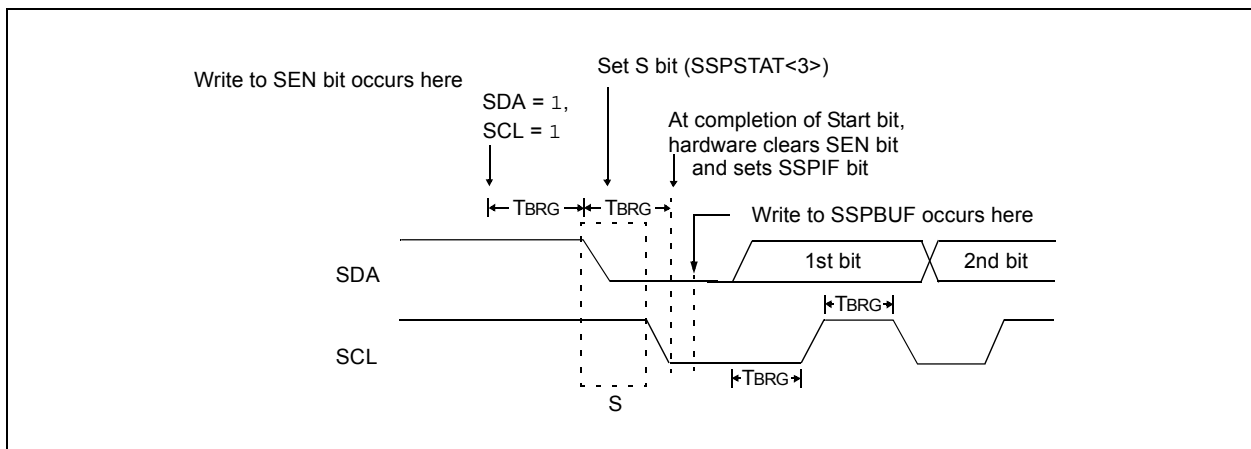 Write to SEN bit occurs here
Set S bit (SSPSTAT<3>)
SDA = 1,
SCL = 1
At completion of Start bit,
hardware clears SEN bit
and sets SSPIF bit
TBRG
TBRG
Write to SSPBUF occurs here
SDA
1st bit
2nd bit
TBRG
SCL
TBRG
S